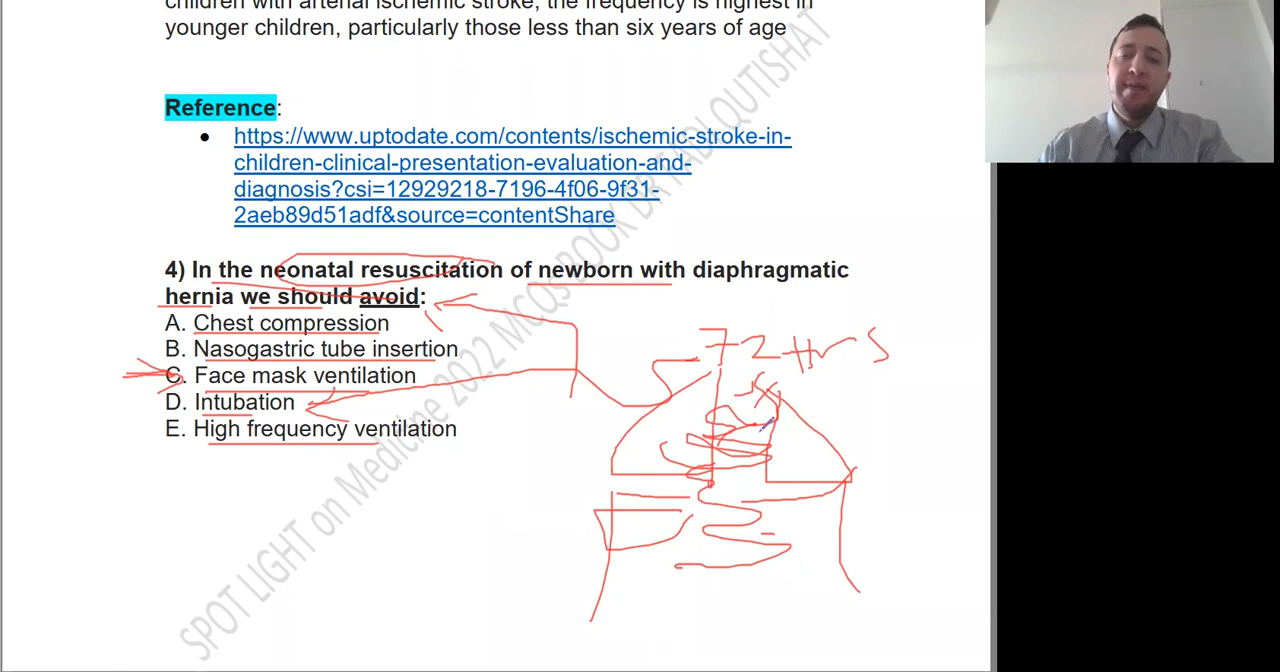 children with arterial ischemic stroke, the frequency is highest in
younger children, particularly those less than six years of age
Reference:
https://www.uptodate.com/contents/ischemic-stroke-in-
children-clinical-presentation-evaluation-and-
diagnosis?csi=12929218-7196-4f06-9f31-
2aeb89d51adf&source=contentShare
4) In the neonatal resuscitation of newborn with diaphragmatic
hernia we should avoid:
A. Chest compression
B. Nasogastric tube insertion
C. Face mask ventilation
D. Intubation
E. High frequency ventilation
72 Hrs
SPOT LIGHT on Medicine 2022 MCQs BOOK DR FADI QUTISHAT